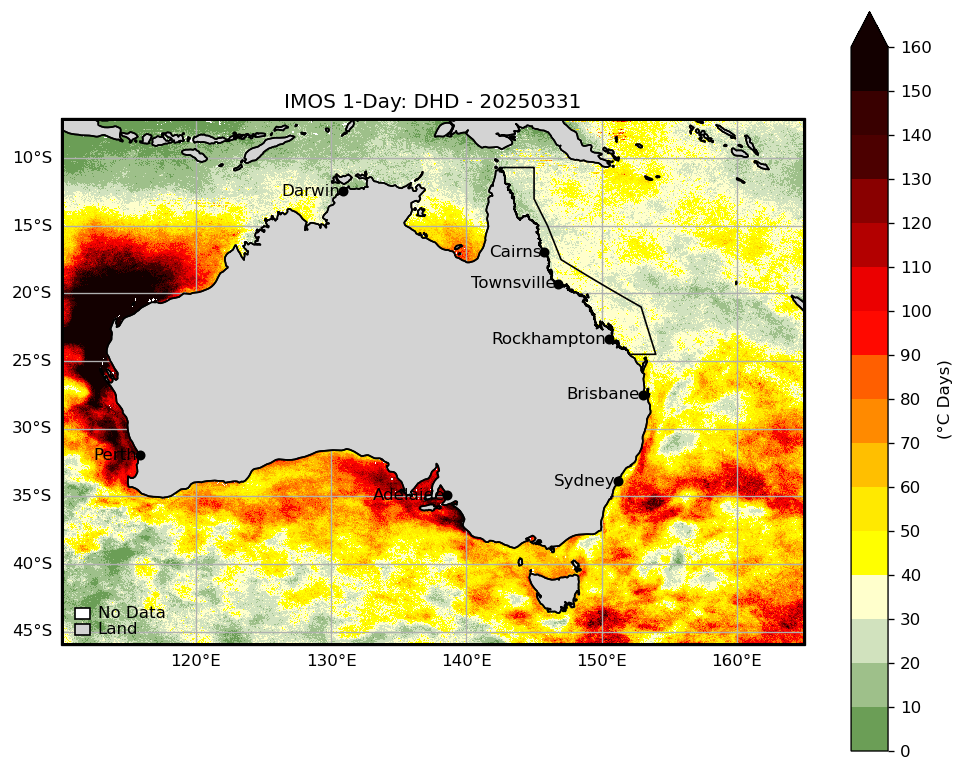 IMOS 1-Day: DHD - 20250331
160
150
140
130
120
110
100
90
80
70
60
50
40
30
20
10
0
(°C Days)
10°S
15°S
20°S
25°S
30°S
35°S
40°S
45°S
Darwin
Cairns
Townsville
Rockhampton
Brisbane
Perth
Sydney
Adelaide
No Data
Land
120°E
130°E
140°E
150°E
160°E